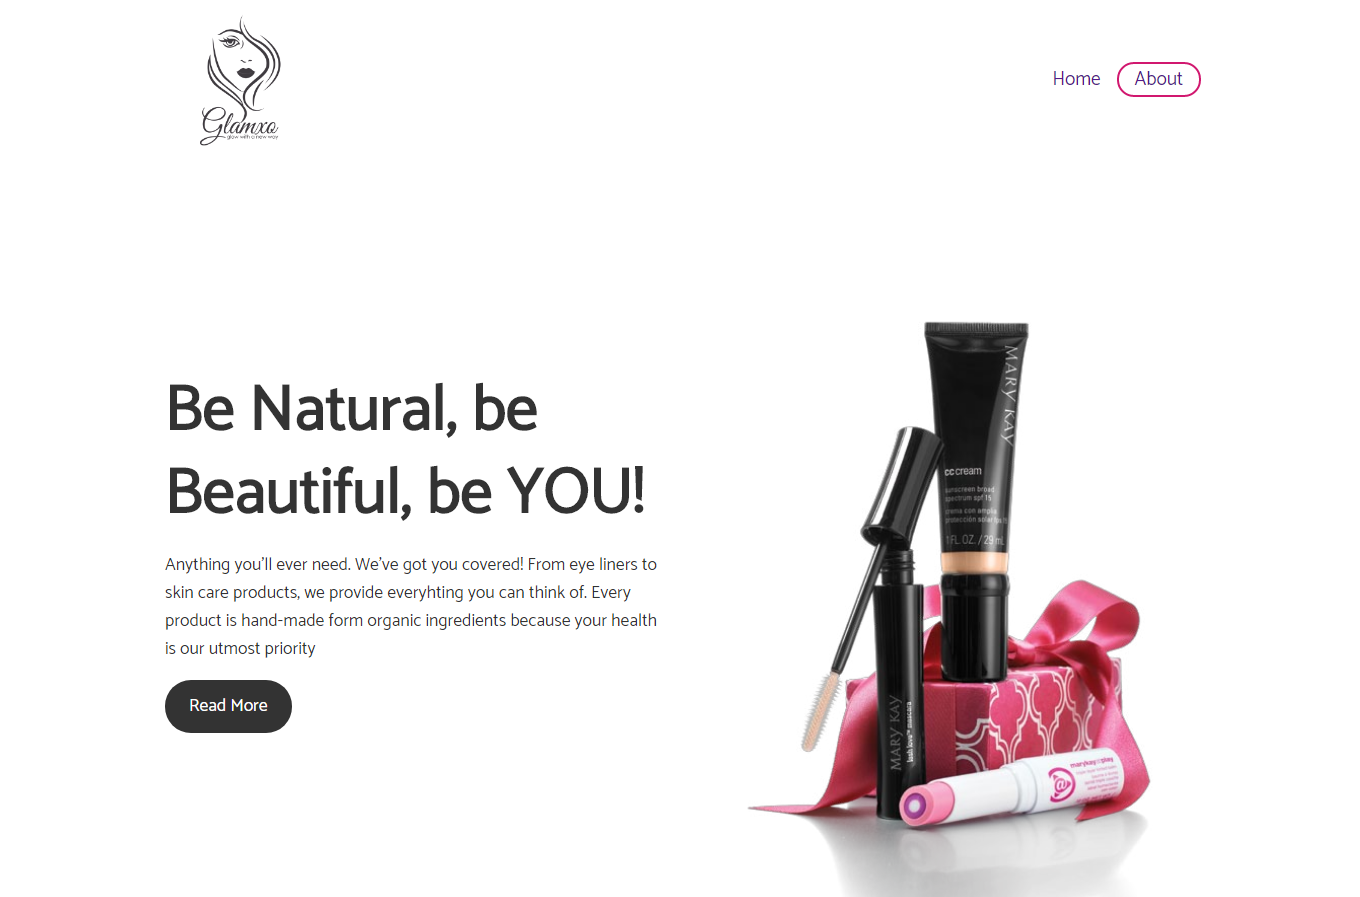 Glamxo
glow with a new way
Home
About
Be Natural, be
Beautiful, be YOU!
Anything you'll ever need. We've got you covered! From eye liners to
skin care products, we provide everyhting you can think of. Every
product is hand-made form organic ingredients because your health
is our utmost priority
Read More
MARY KAY
cc cream
sunscreen broad
spectrum spf 15
crema con amplia
protección solar fps 15
1 FL. OZ. / 29 mL
MARY KAY
lash love™ mascara
marykay@play